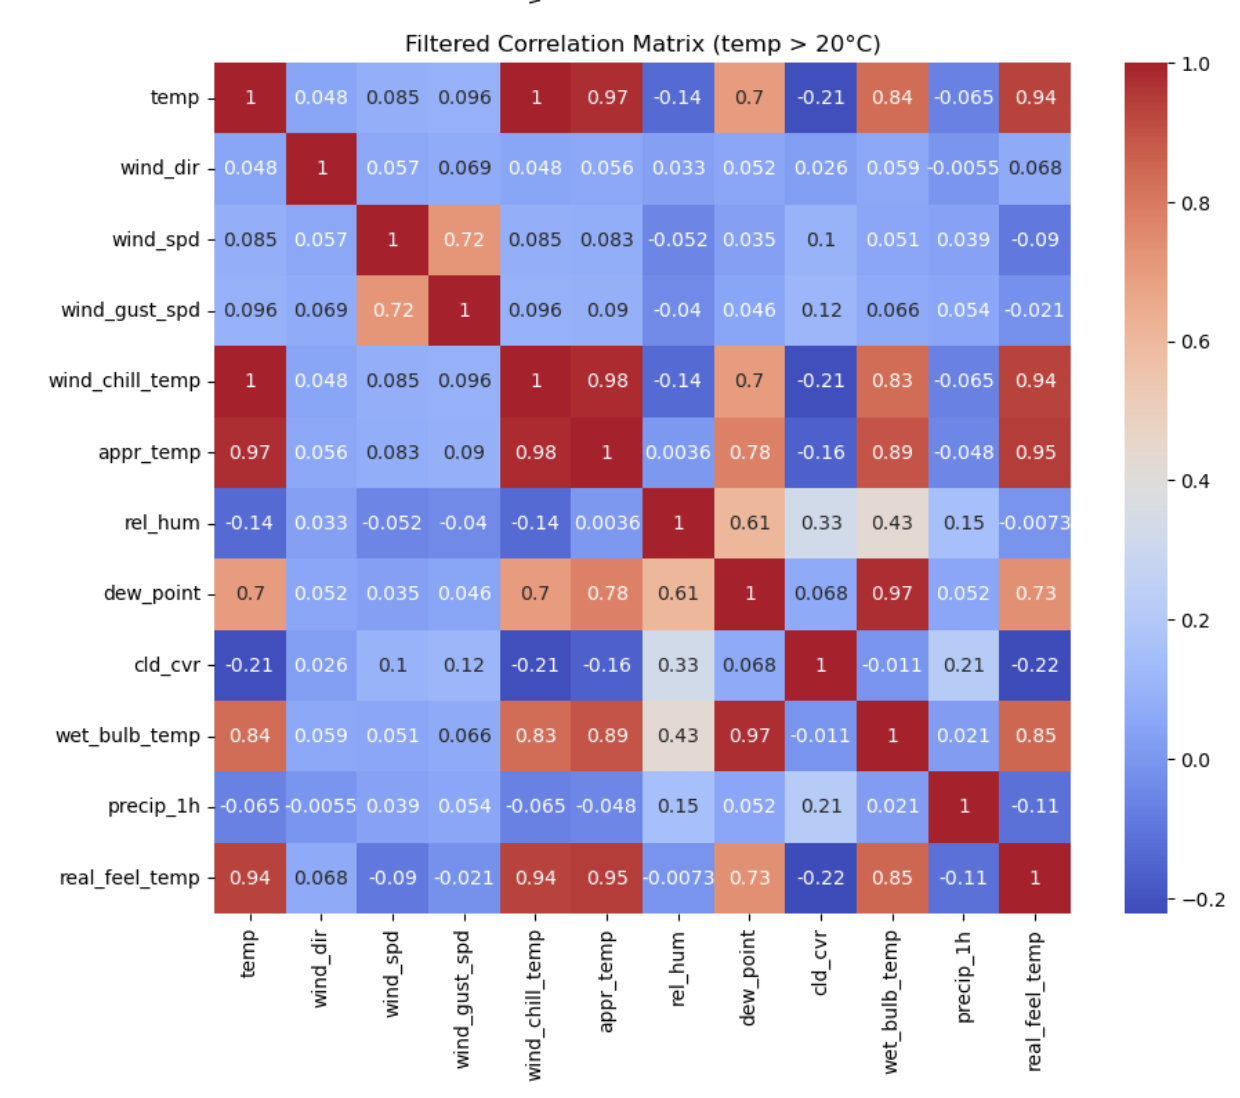 Filtered Correlation Matrix (temp > 20°C)
temp 1 0.048 0.085 0.096 1 0.97 -0.14 0.7 -0.21 0.84 -0.065 0.94
wind_dir 0.048 1 0.057 0.069 0.048 0.056 0.033 0.052 0.026 0.059 -0.0055 0.068
wind_spd 0.085 0.057 1 0.72 0.085 0.083 -0.052 0.035 0.1 0.051 0.039 -0.09
wind_gust_spd 0.096 0.069 0.72 1 0.096 0.09 -0.04 0.046 0.12 0.066 0.054 -0.021
wind_chill_temp 1 0.048 0.085 0.096 1 0.98 -0.14 0.7 -0.21 0.83 -0.065 0.94
appr_temp 0.97 0.056 0.083 0.09 0.98 1 0.0036 0.78 -0.16 0.89 -0.048 0.95
rel_hum -0.14 0.033 -0.052 -0.04 -0.14 0.0036 1 0.61 0.33 0.43 0.15 -0.0073
dew_point 0.7 0.052 0.035 0.046 0.7 0.78 0.61 1 0.068 0.97 0.052 0.73
cld_cvr -0.21 0.026 0.1 0.12 -0.21 -0.16 0.33 0.068 1 -0.011 0.21 -0.22
wet_bulb_temp 0.84 0.059 0.051 0.066 0.83 0.89 0.43 0.97 -0.011 1 0.021 0.85
precip_1h -0.065 -0.0055 0.039 0.054 -0.065 -0.048 0.15 0.052 0.21 0.021 1 -0.11
real_feel_temp 0.94 0.068 -0.09 -0.021 0.94 0.95 -0.0073 0.73 -0.22 0.85 -0.11 1
temp
wind_dir
wind_spd
wind_gust_spd
wind_chill_temp
appr_temp
rel_hum
dew_point
cld_cvr
wet_bulb_temp
precip_1h
real_feel_temp
1.0
0.8
0.6
0.4
0.2
0.0
−0.2